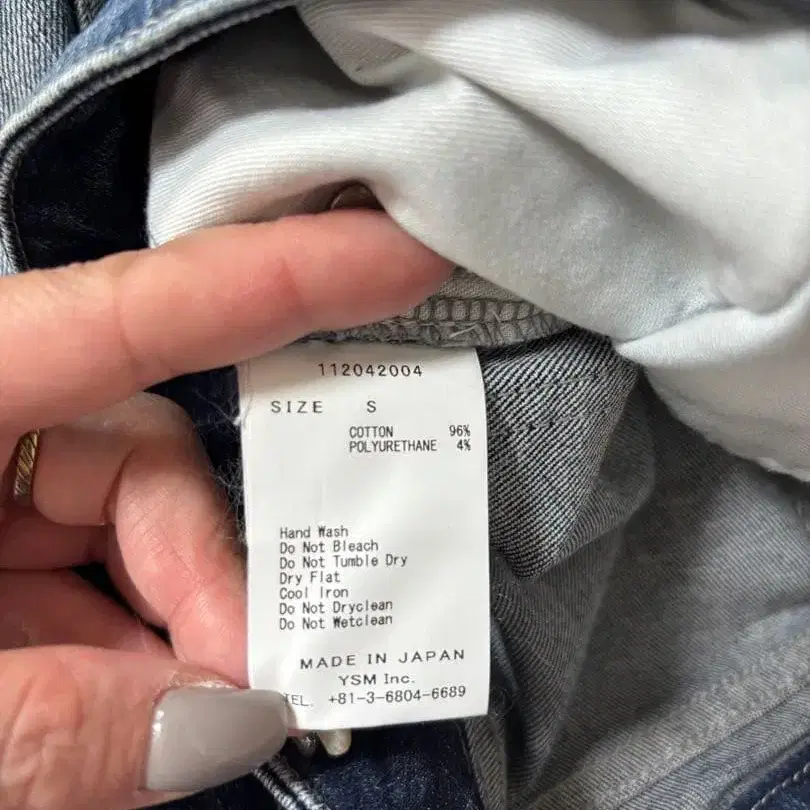 112042004
SIZE S
COTTON 96%
POLYURETHANE 4%
Hand Wash
Do Not Bleach
Do Not Tumble Dry
Dry Flat
Cool Iron
Do Not Dryclean
Do Not Wetclean
MADE IN JAPAN
YSM Inc.
TEL. +81-3-6804-6689